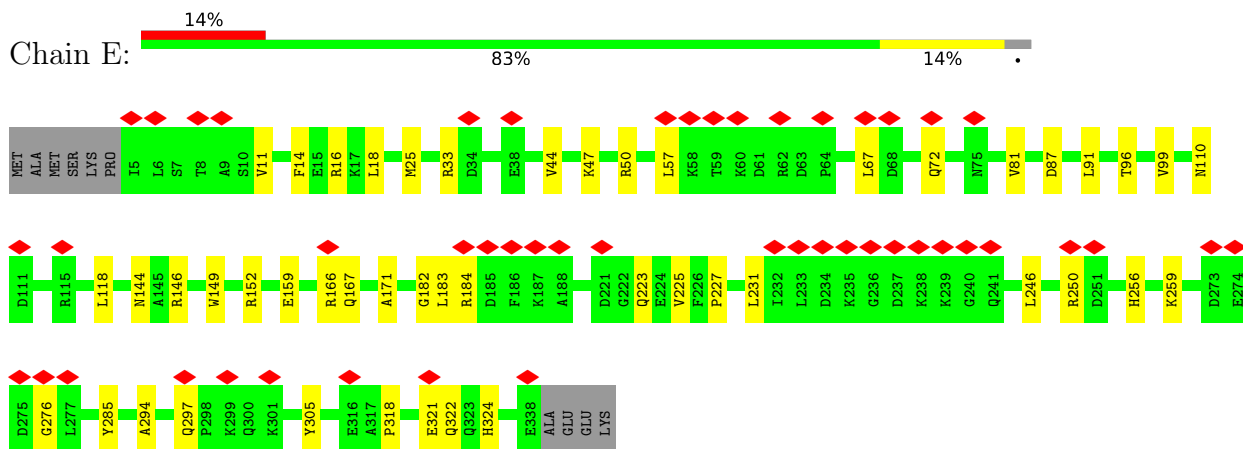 14%
Chain E:
83% 14% •
MET ALA MET SER LYS PRO I5 L6 S7 T8 A9 S10 V11 F14 E15 R16 K17 L18 M25 R33 D34 E38 V44 K47 R50 L57 K58 T59 K60 D61 R62 D63 P64 L67 D68 Q72 N75 V81 D87 L91 T96 V99 N110
D111 R115 L118 N144 A145 R146 W149 R152 E159 R166 Q167 A171 G182 L183 R184 D185 F186 K187 A188 D221 G222 Q223 E224 V225 F226 P227 L231 I232 L233 D234 K235 G236 D237 K238 K239 G240 Q241 L246 R250 D251 H256 K259 D273 E274
D275 G276 L277 Y285 A294 Q297 P298 K299 Q300 K301 Y305 E316 A317 P318 E321 Q322 Q323 H324 E338 ALA GLU GLU LYS